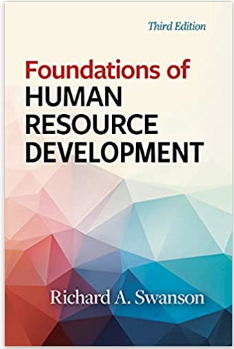 Third Edition
Foundations of
HUMAN
RESOURCE
DEVELOPMENT
Richard A. Swanson